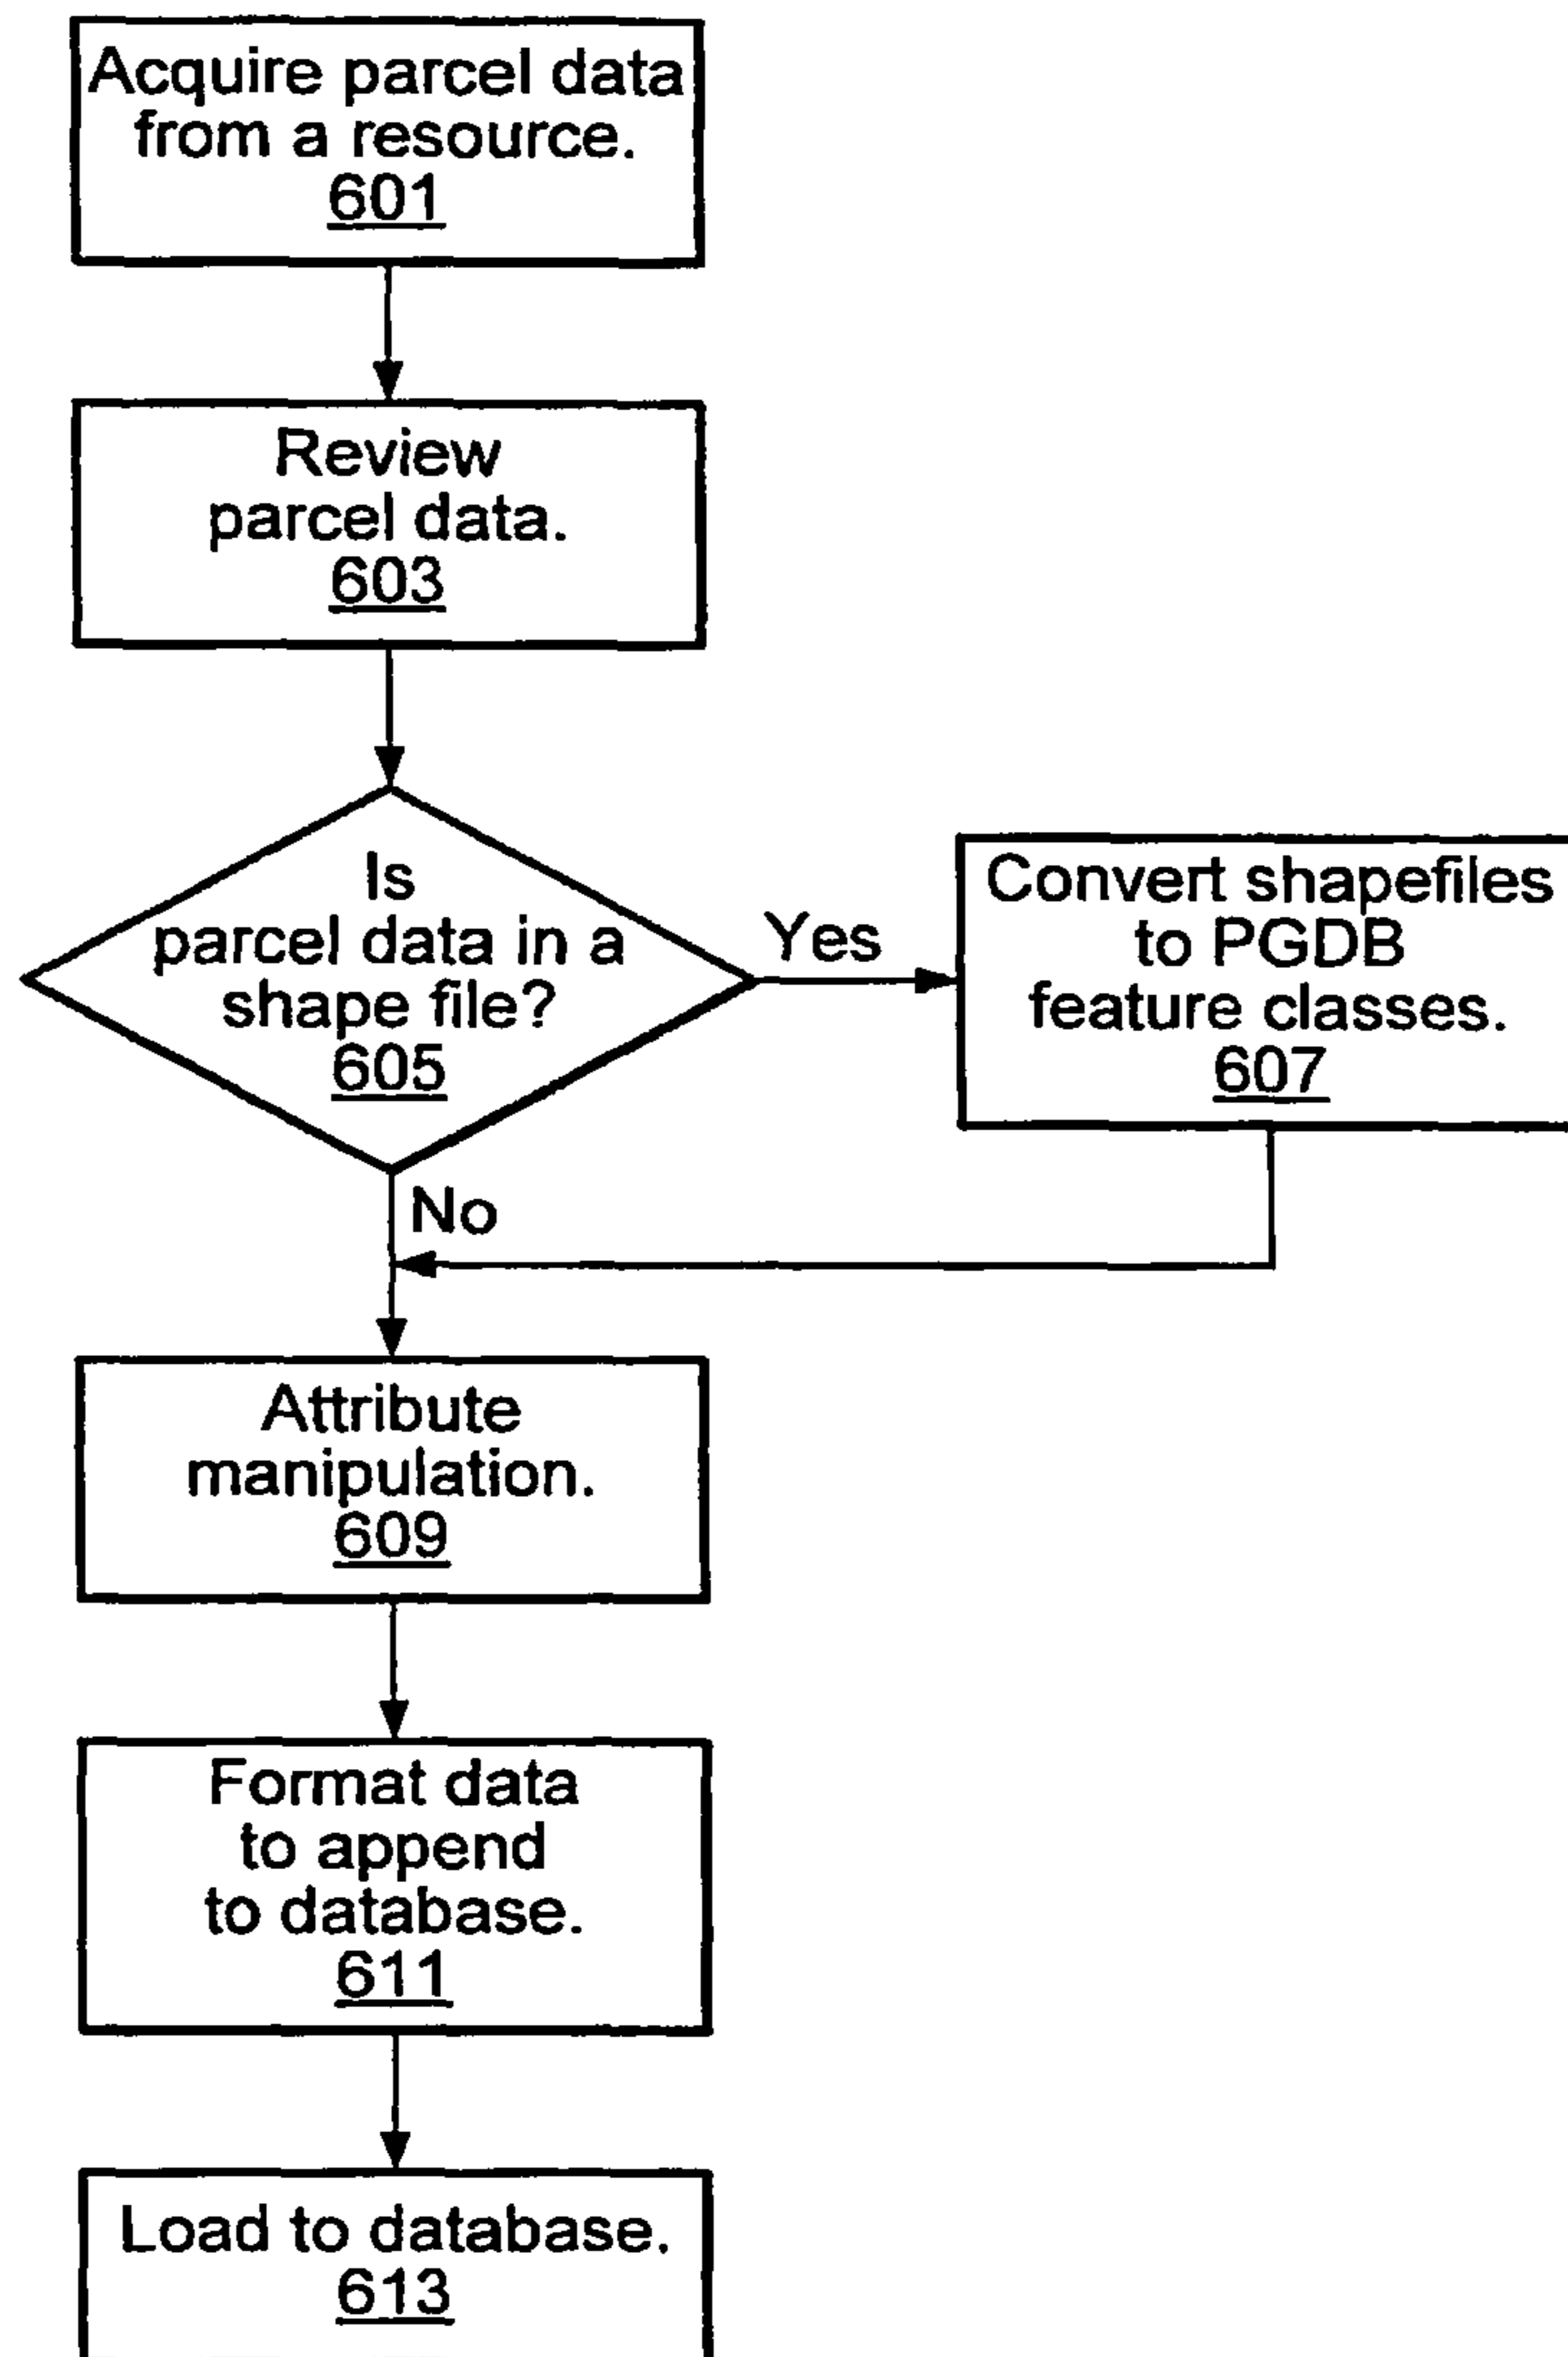 Acquire parcel data
from a resource.
601
Review
parcel data.
603
Is
parcel data in a
shape file?
605
Yes
Convert shapefiles
to PGDB
feature classes.
607
No
Attribute
manipulation.
609
Format data
to append
to database.
611
Load to database.
613